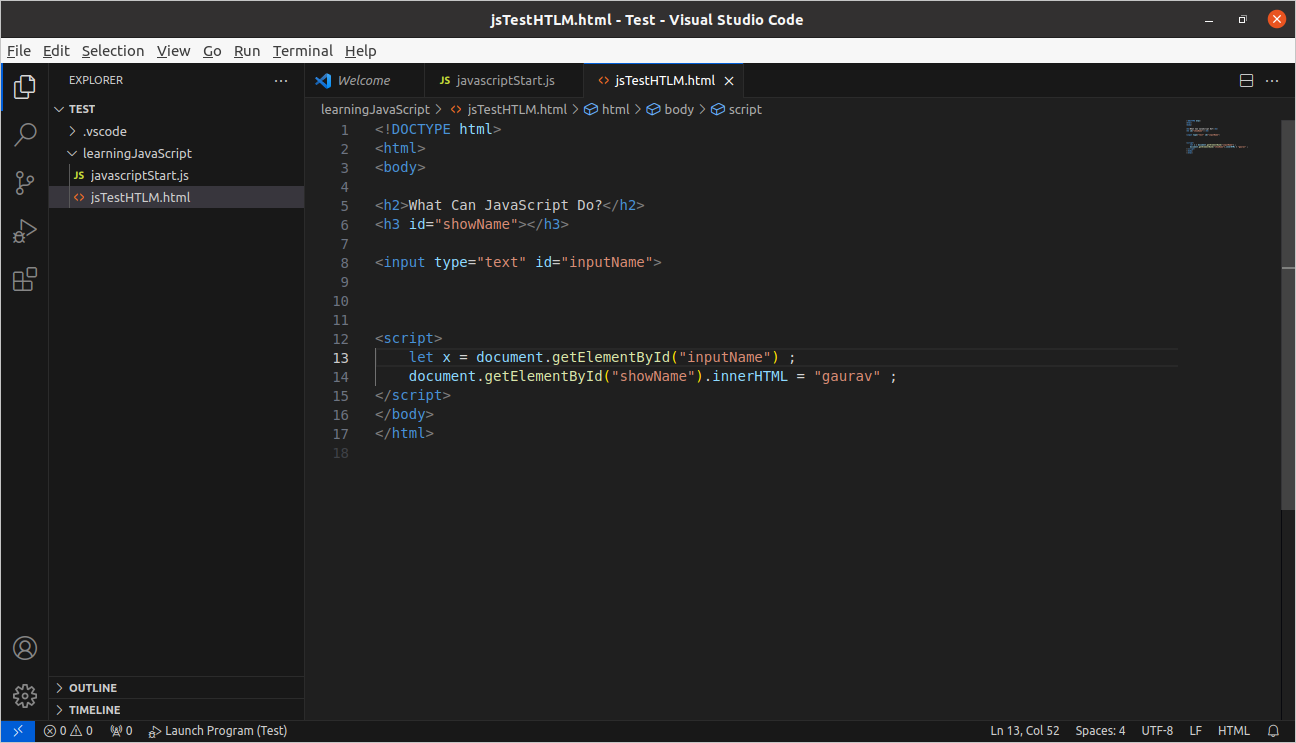 jsTestHTLM.html - Test - Visual Studio Code
File Edit Selection View Go Run Terminal Help
EXPLORER
TEST
.vscode
learningJavaScript
JS javascriptStart.js
<> jsTestHTLM.html
OUTLINE
TIMELINE
Welcome
JS javascriptStart.js
<> jsTestHTLM.html
learningJavaScript > <> jsTestHTLM.html > html > body > script
1 <!DOCTYPE html>
2 <html>
3 <body>
4
5 <h2>What Can JavaScript Do?</h2>
6 <h3 id="showName"></h3>
7
8 <input type="text" id="inputName">
9
10
11
12 <script>
13 let x = document.getElementById("inputName") ;
14 document.getElementById("showName").innerHTML = "gaurav" ;
15 </script>
16 </body>
17 </html>
18
0 0 0 Launch Program (Test) Ln 13, Col 52 Spaces: 4 UTF-8 LF HTML